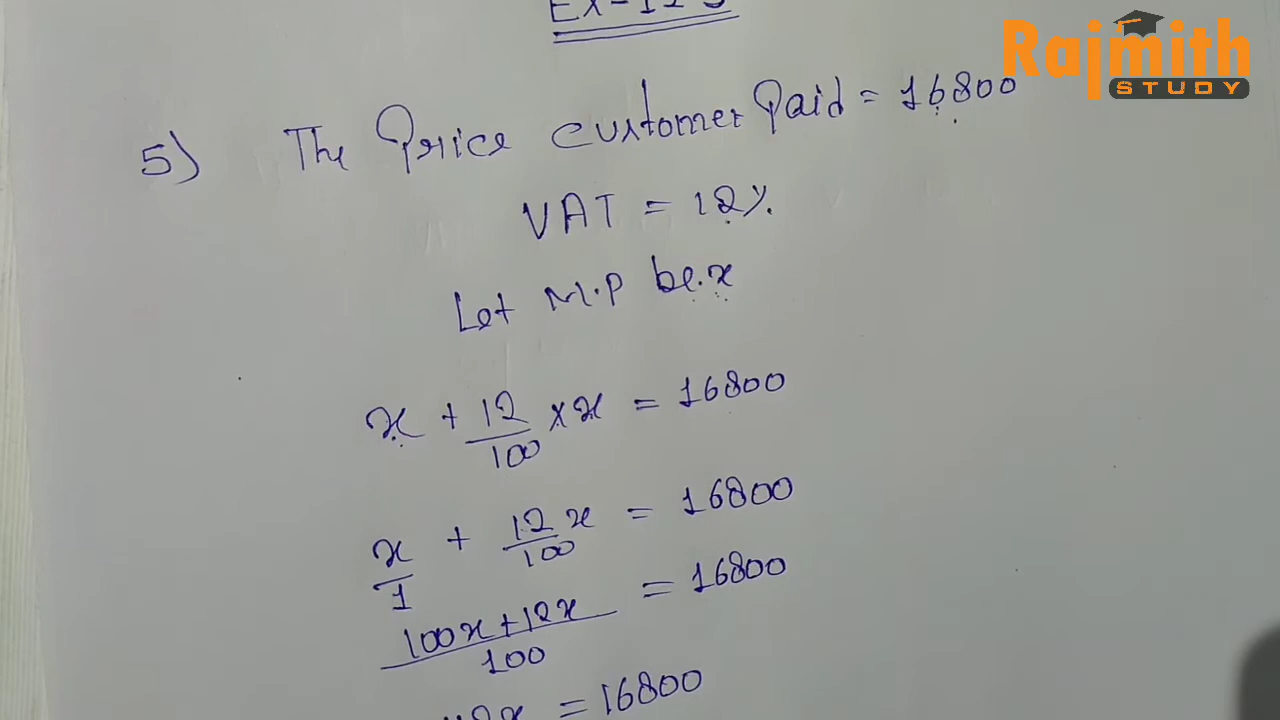 Rajmith
STUDY
5) The Price customer Paid = 16800
VAT = 12%
Let M.P be x
x + 12/100 × x = 16800
x/1 + 12/100 x = 16800
100x + 12x / 100 = 16800
= 16800